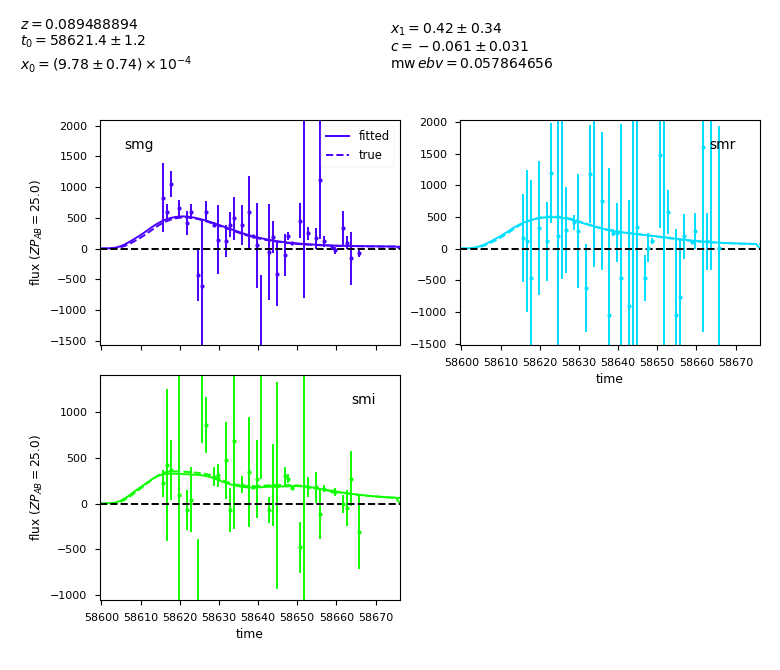 z = 0.089488894
t₀ = 58621.4 ± 1.2
x₀ = (9.78 ± 0.74) × 10⁻⁴
x₁ = 0.42 ± 0.34
c = −0.061 ± 0.031
mw ebv = 0.057864656
smg
fitted
true
2000
1500
1000
500
0
−500
−1000
−1500
flux (ZP_AB = 25.0)
smr
2000
1500
1000
500
0
−500
−1000
−1500
58600 58610 58620 58630 58640 58650 58660 58670
time
smi
1000
500
0
−500
−1000
flux (ZP_AB = 25.0)
58600 58610 58620 58630 58640 58650 58660 58670
time